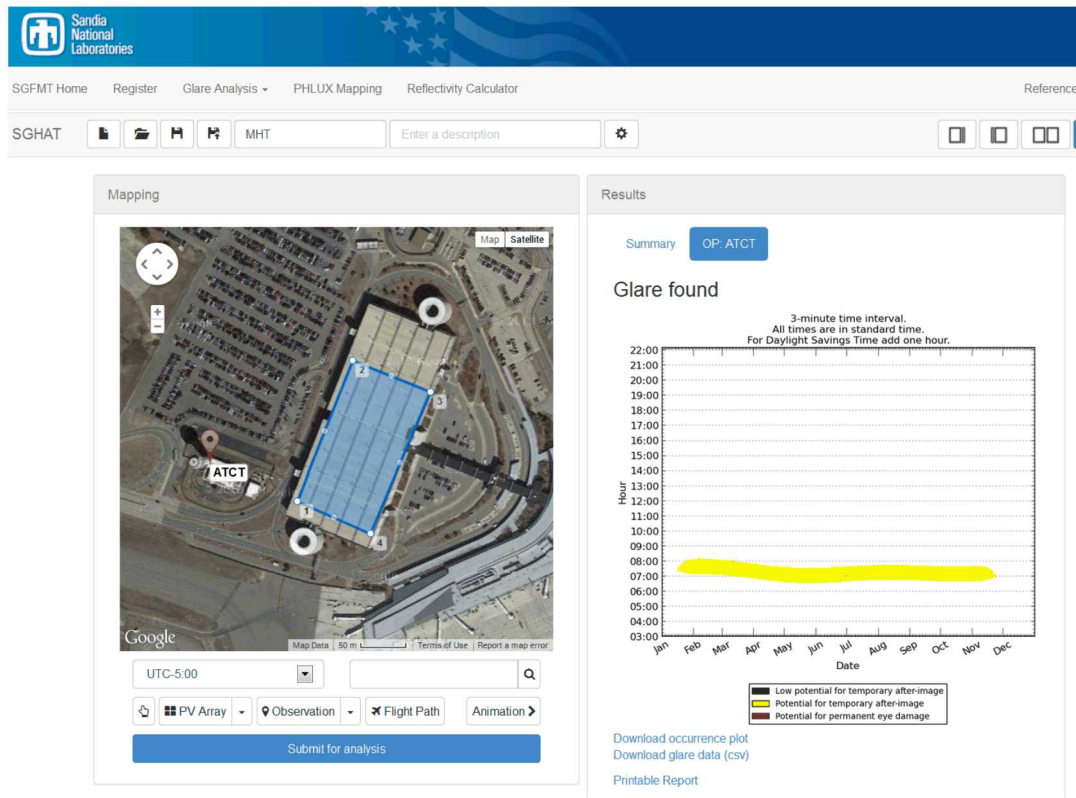 Sandia
National
Laboratories
SGFMT Home Register Glare Analysis PHLUX Mapping Reflectivity Calculator Reference
SGHAT MHT Enter a description
Mapping
Map Satellite
2
3
ATCT
1
4
Google
Map Data 50 m Terms of Use Report a map error
UTC-5:00
PV Array Observation Flight Path Animation
Submit for analysis
Results
Summary OP: ATCT
Glare found
3-minute time interval.
All times are in standard time.
For Daylight Savings Time add one hour.
22:00
21:00
20:00
19:00
18:00
17:00
16:00
15:00
14:00
13:00
12:00
11:00
10:00
09:00
08:00
07:00
06:00
05:00
04:00
03:00
Hour
Jan Feb Mar Apr May Jun Jul Aug Sep Oct Nov Dec
Date
Low potential for temporary after-image
Potential for temporary after-image
Potential for permanent eye damage
Download occurrence plot
Download glare data (csv)
Printable Report